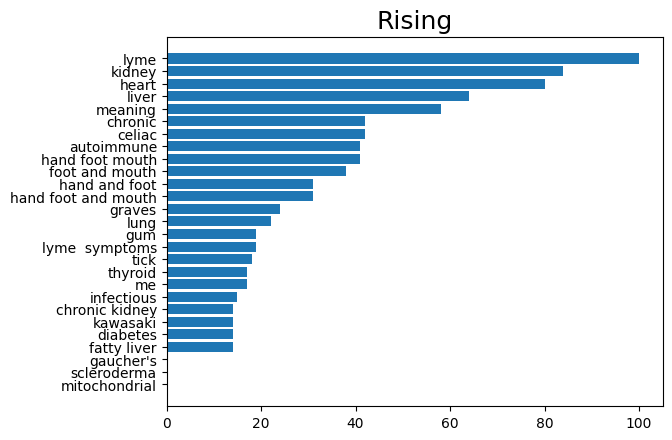 Rising
lyme
kidney
heart
liver
meaning
chronic
celiac
autoimmune
hand foot mouth
foot and mouth
hand and foot
hand foot and mouth
graves
lung
gum
lyme  symptoms
tick
thyroid
me
infectious
chronic kidney
kawasaki
diabetes
fatty liver
gaucher's
scleroderma
mitochondrial
0 20 40 60 80 100